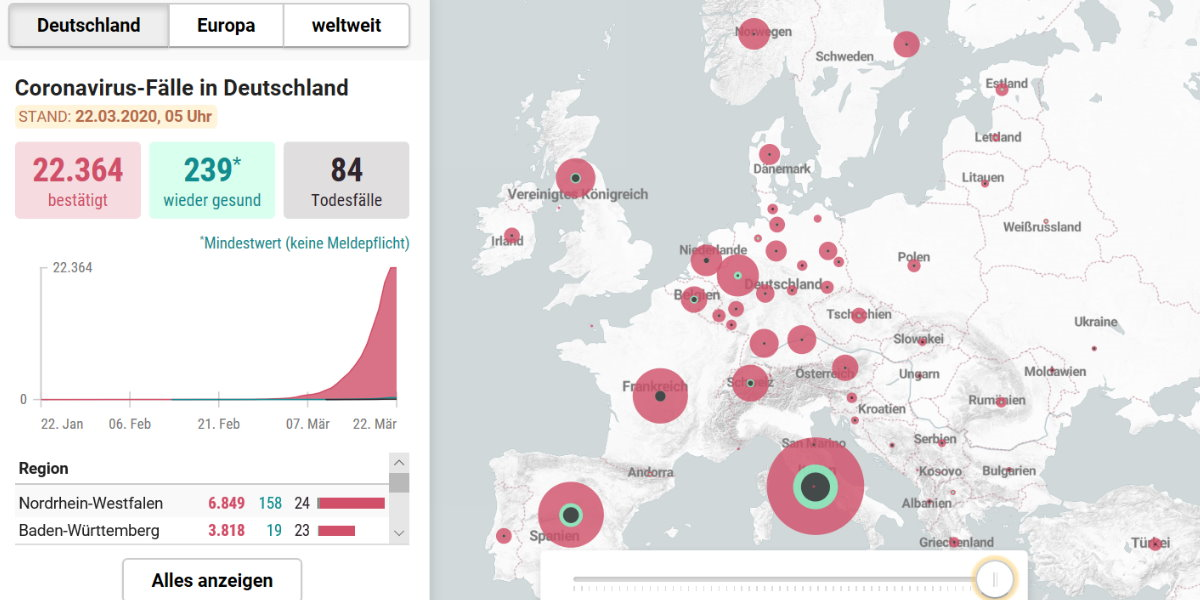 Deutschland Europa weltweit
Coronavirus-Fälle in Deutschland
STAND: 22.03.2020, 05 Uhr
22.364 239* 84
bestätigt wieder gesund Todesfälle
*Mindestwert (keine Meldepflicht)
22.364
0
22. Jan 06. Feb 21. Feb 07. Mär 22. Mär
Region
Nordrhein-Westfalen 6.849 158 24
Baden-Württemberg 3.818 19 23
Alles anzeigen
Norwegen
Schweden
Estland
Lettland
Dänemark
Litauen
Vereinigtes Königreich
Weißrussland
Irland
Niederlande
Polen
Deutschland
Belgien
Tschechien
Ukraine
Slowakei
Österreich
Ungarn
Moldawien
Frankreich
Schweiz
Rumänien
Kroatien
San Marino
Serbien
Andorra
Kosovo
Bulgarien
Albanien
Spanien
Griechenland
Türkei